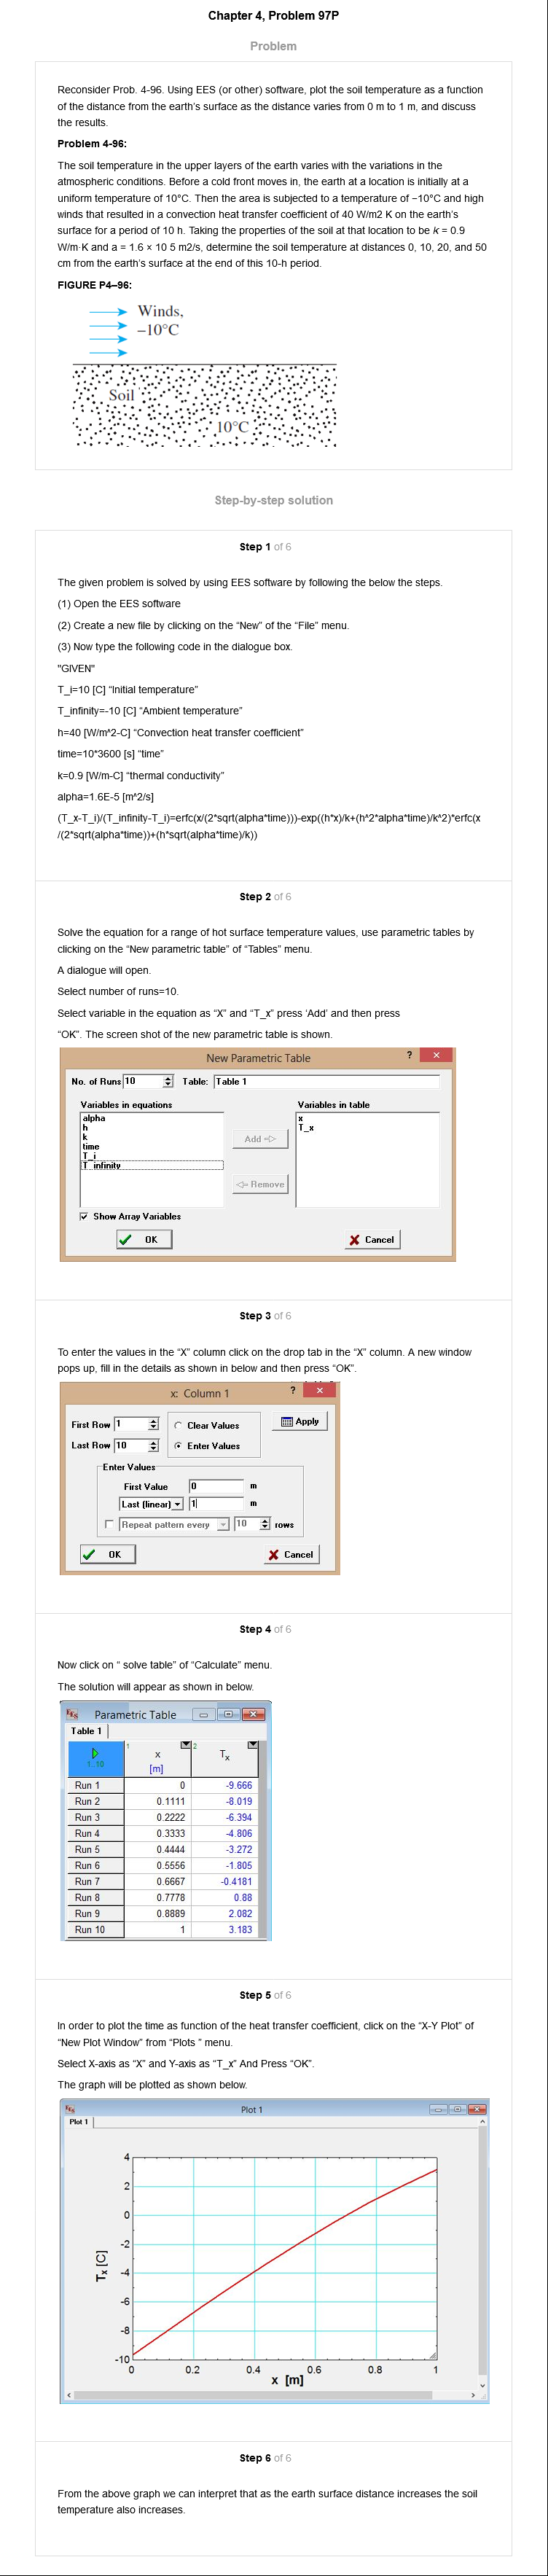 Chapter 4, Problem 97P
Problem
Reconsider Prob. 4-96. Using EES (or other) software, plot the soil temperature as a function
of the distance from the earth's surface as the distance varies from 0 m to 1 m, and discuss
the results.
Problem 4-96:
The soil temperature in the upper layers of the earth varies with the variations in the
atmospheric conditions. Before a cold front moves in, the earth at a location is initially at a
uniform temperature of 10°C. Then the area is subjected to a temperature of −10°C and high
winds that resulted in a convection heat transfer coefficient of 40 W/m2 K on the earth's
surface for a period of 10 h. Taking the properties of the soil at that location to be k = 0.9
W/m·K and a = 1.6 × 10 5 m2/s, determine the soil temperature at distances 0, 10, 20, and 50
cm from the earth's surface at the end of this 10-h period.
FIGURE P4–96:
Winds,
−10°C
Soil
10°C
Step-by-step solution
Step 1 of 6
The given problem is solved by using EES software by following the below the steps.
(1) Open the EES software
(2) Create a new file by clicking on the “New” of the “File” menu.
(3) Now type the following code in the dialogue box.
"GIVEN"
T_i=10 [C] “Initial temperature”
T_infinity=-10 [C] “Ambient temperature”
h=40 [W/m^2-C] “Convection heat transfer coefficient”
time=10*3600 [s] “time”
k=0.9 [W/m-C] “thermal conductivity”
alpha=1.6E-5 [m^2/s]
(T_x-T_i)/(T_infinity-T_i)=erfc(x/(2*sqrt(alpha*time)))-exp((h*x)/k+(h^2*alpha*time)/k^2)*erfc(x
/(2*sqrt(alpha*time))+(h*sqrt(alpha*time)/k))
Step 2 of 6
Solve the equation for a range of hot surface temperature values, use parametric tables by
clicking on the “New parametric table” of “Tables” menu.
A dialogue will open.
Select number of runs=10.
Select variable in the equation as “X” and “T_x” press ‘Add’ and then press
“OK”. The screen shot of the new parametric table is shown.
New Parametric Table
? ×
No. of Runs 10 Table: Table 1
Variables in equations Variables in table
alpha x
h T_x
k
time
T_i
T_infinity
Add
Remove
Show Array Variables
OK Cancel
Step 3 of 6
To enter the values in the “X” column click on the drop tab in the “X” column. A new window
pops up, fill in the details as shown in below and then press “OK”.
x: Column 1
? ×
First Row 1 Clear Values Apply
Last Row 10 Enter Values
Enter Values
First Value 0 m
Last (linear) 1 m
Repeat pattern every 10 rows
OK Cancel
Step 4 of 6
Now click on “ solve table” of “Calculate” menu.
The solution will appear as shown in below.
EES Parametric Table
Table 1
1..10 1 x [m] 2 Tx
Run 1 0 -9.666
Run 2 0.1111 -8.019
Run 3 0.2222 -6.394
Run 4 0.3333 -4.806
Run 5 0.4444 -3.272
Run 6 0.5556 -1.805
Run 7 0.6667 -0.4181
Run 8 0.7778 0.88
Run 9 0.8889 2.082
Run 10 1 3.183
Step 5 of 6
In order to plot the time as function of the heat transfer coefficient, click on the “X-Y Plot” of
“New Plot Window” from “Plots ” menu.
Select X-axis as “X” and Y-axis as “T_x” And Press “OK”.
The graph will be plotted as shown below.
EES Plot 1
Plot 1
4
2
0
-2
-4
-6
-8
-10
Tx [C]
0 0.2 0.4 0.6 0.8 1
x [m]
Step 6 of 6
From the above graph we can interpret that as the earth surface distance increases the soil
temperature also increases.